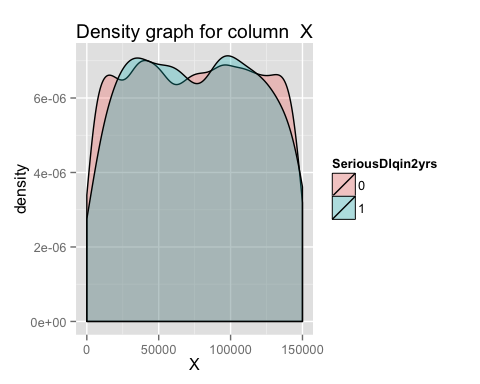 Density graph for column  X
density
6e-06
4e-06
2e-06
0e+00
0
50000
100000
150000
X
SeriousDlqin2yrs
0
1